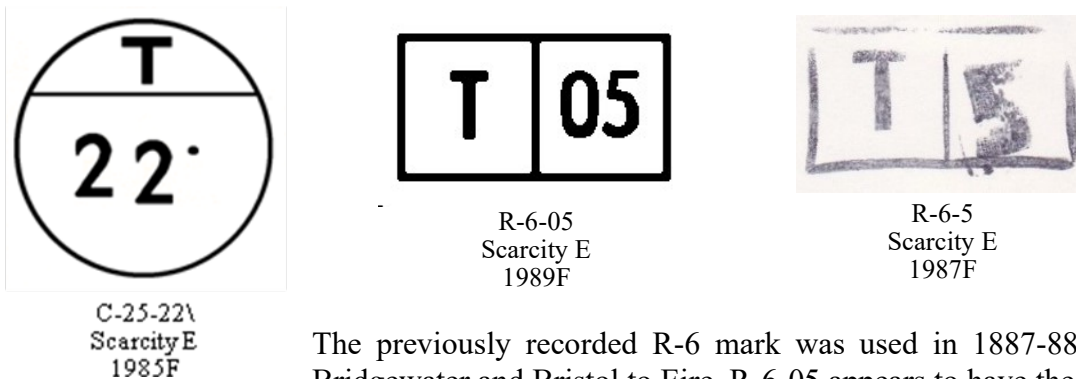 T
22
C-25-22\
Scarcity E
1985F
T 05
R-6-05
Scarcity E
1989F
T 5
R-6-5
Scarcity E
1987F
The previously recorded R-6 mark was used in 1887-88
Bridgewater and Bristol to Eire. R-6-05 appears to have the